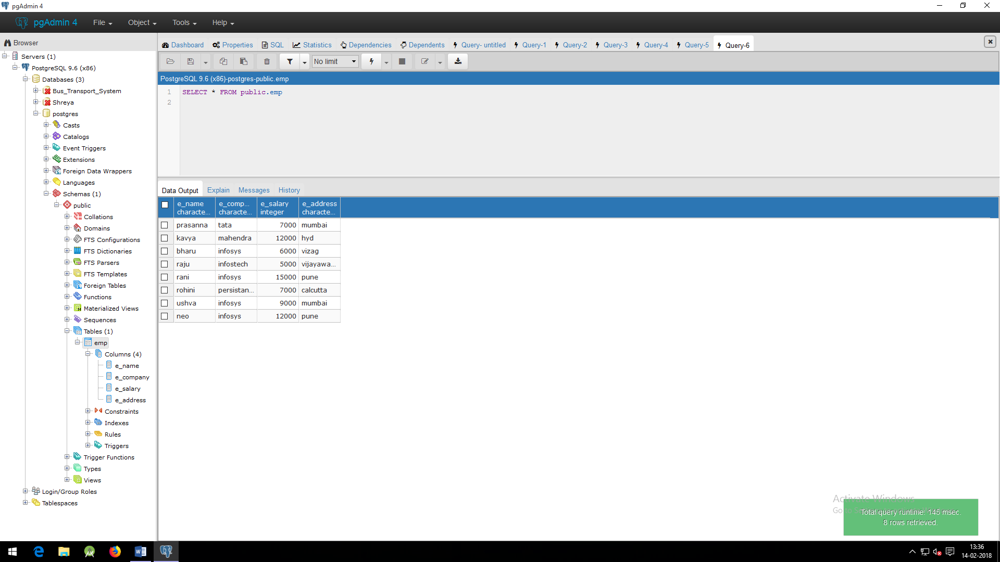 pgAdmin 4
pgAdmin 4 File Object Tools Help
Browser
Servers (1)
PostgreSQL 9.6 (x86)
Databases (3)
Bus_Transport_System
Shreya
postgres
Casts
Catalogs
Event Triggers
Extensions
Foreign Data Wrappers
Languages
Schemas (1)
public
Collations
Domains
FTS Configurations
FTS Dictionaries
FTS Parsers
FTS Templates
Foreign Tables
Functions
Materialized Views
Sequences
Tables (1)
emp
Columns (4)
e_name
e_company
e_salary
e_address
Constraints
Indexes
Rules
Triggers
Trigger Functions
Types
Views
Login/Group Roles
Tablespaces
Dashboard Properties SQL Statistics Dependencies Dependents Query- untitled Query-1 Query-2 Query-3 Query-4 Query-5 Query-6
No limit
PostgreSQL 9.6 (x86)-postgres-public.emp
1 SELECT * FROM public.emp
2
Data Output Explain Messages History
e_name e_comp... e_salary e_address
characte... characte... integer characte...
prasanna tata 7000 mumbai
kavya mahendra 12000 hyd
bharu infosys 6000 vizag
raju infostech 5000 vijayawa...
rani infosys 15000 pune
rohini persistan... 7000 calcutta
ushva infosys 9000 mumbai
neo infosys 12000 pune
Activate Windows
Go to
Total query runtime: 145 msec.
8 rows retrieved.
13:36
14-02-2018